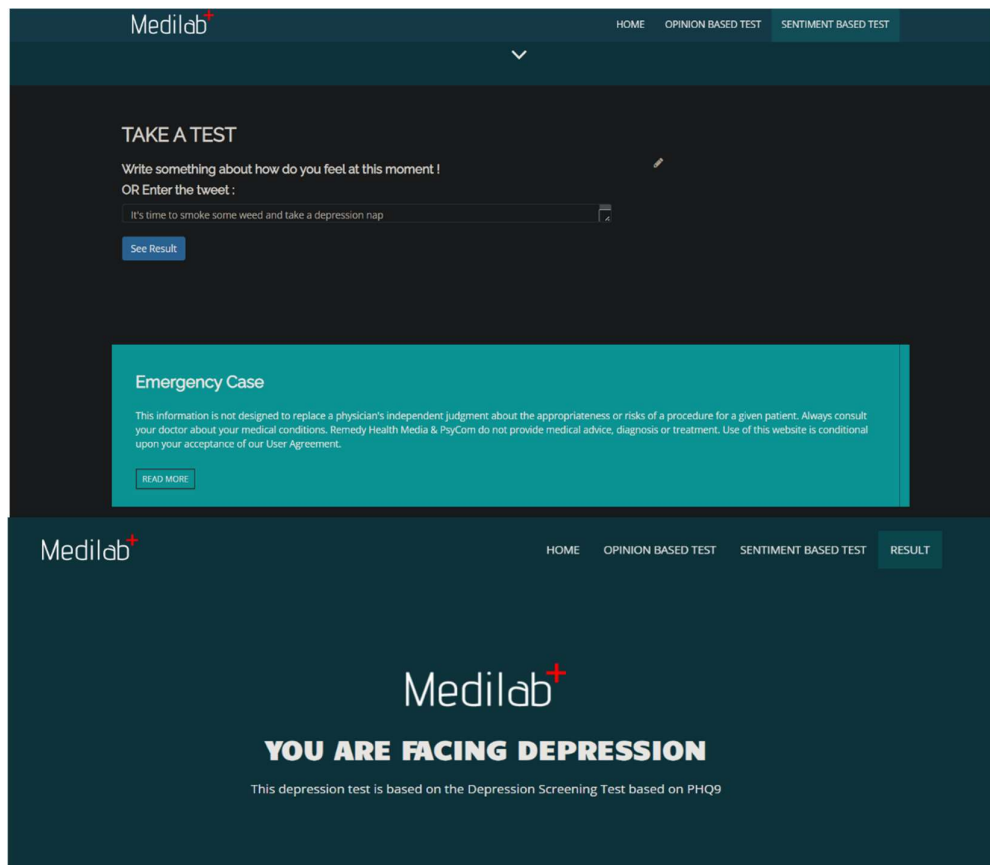 Medilab+
HOME OPINION BASED TEST SENTIMENT BASED TEST
TAKE A TEST
Write something about how do you feel at this moment !
OR Enter the tweet :
It's time to smoke some weed and take a depression nap
See Result
Emergency Case
This information is not designed to replace a physician's independent judgment about the appropriateness or risks of a procedure for a given patient. Always consult
your doctor about your medical conditions. Remedy Health Media & PsyCom do not provide medical advice, diagnosis or treatment. Use of this website is conditional
upon your acceptance of our User Agreement.
READ MORE
Medilab+
HOME OPINION BASED TEST SENTIMENT BASED TEST RESULT
Medilab+
YOU ARE FACING DEPRESSION
This depression test is based on the Depression Screening Test based on PHQ9